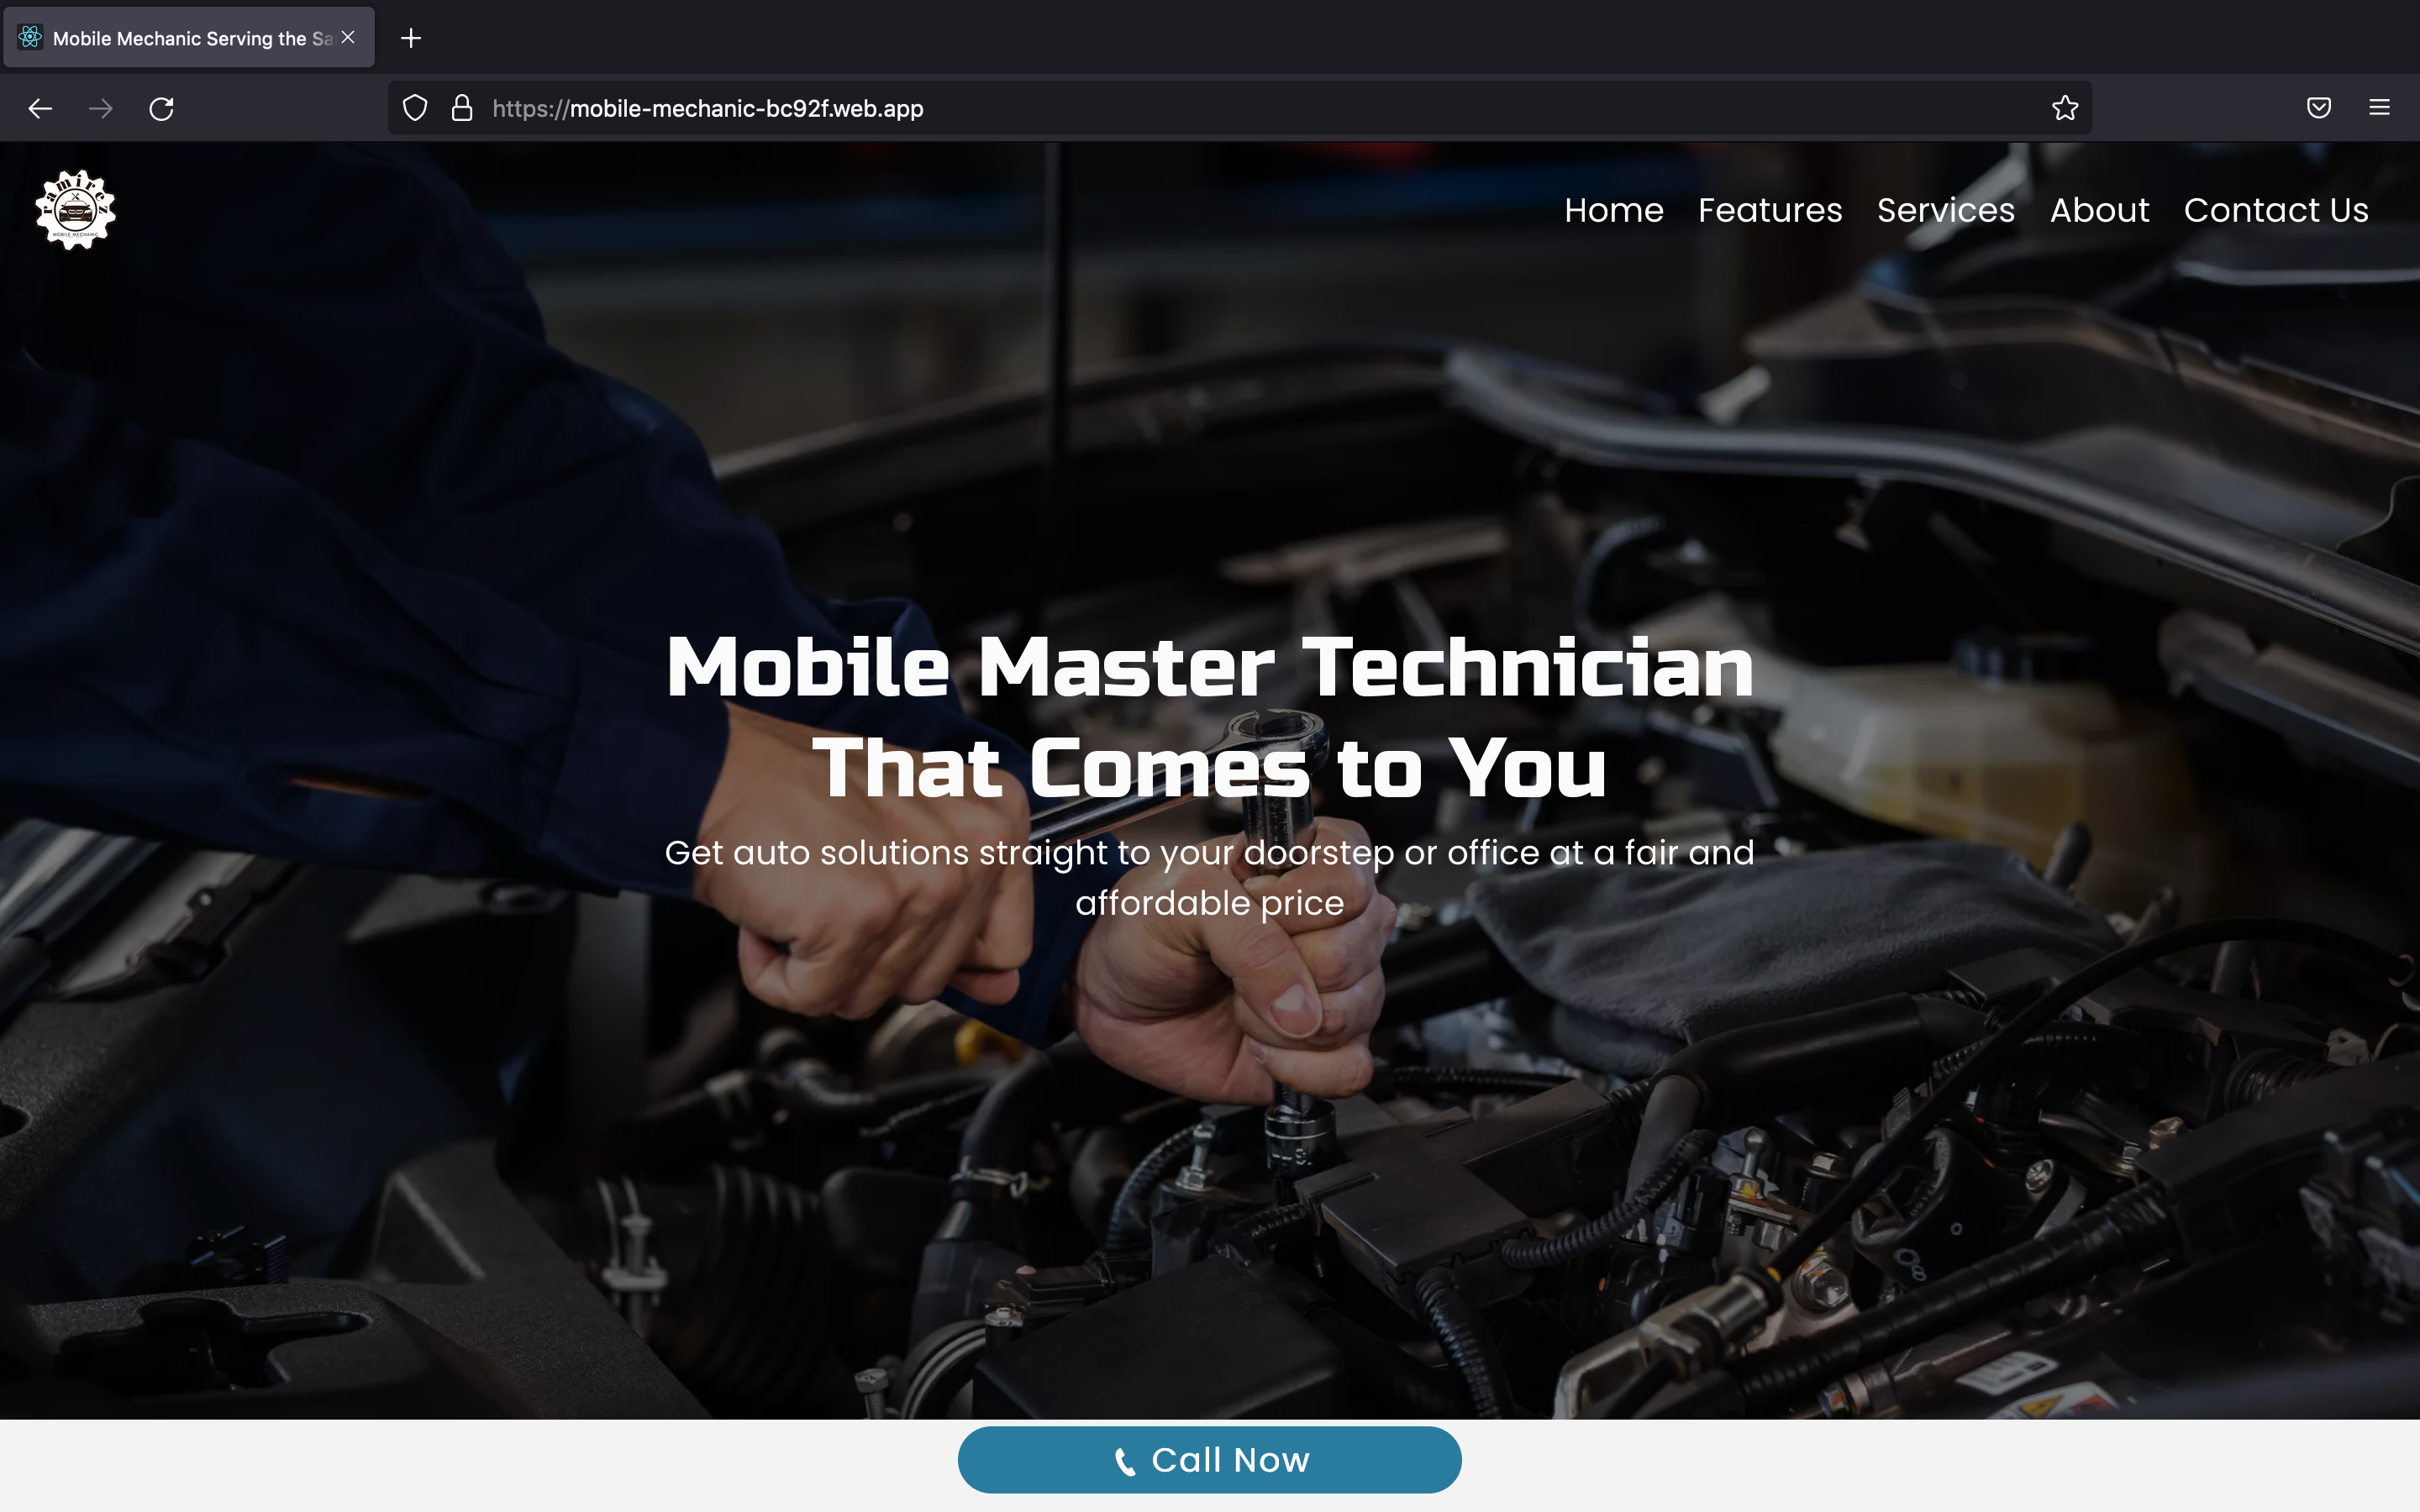 Mobile Mechanic Serving the Sa
https://mobile-mechanic-bc92f.web.app
ramirez
MOBILE MECHANIC
Home Features Services About Contact Us
Mobile Master Technician
That Comes to You
Get auto solutions straight to your doorstep or office at a fair and
affordable price
Call Now